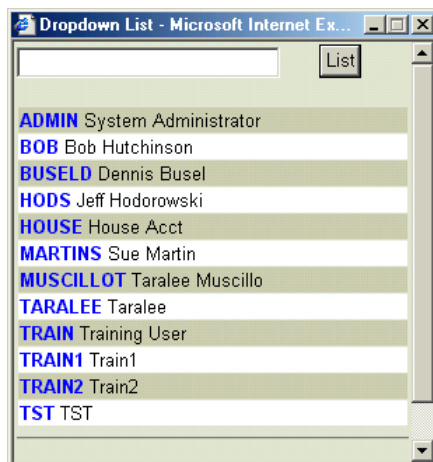 Dropdown List - Microsoft Internet Ex...
List
ADMIN System Administrator
BOB Bob Hutchinson
BUSELD Dennis Busel
HODS Jeff Hodorowski
HOUSE House Acct
MARTINS Sue Martin
MUSCILLOT Taralee Muscillo
TARALEE Taralee
TRAIN Training User
TRAIN1 Train1
TRAIN2 Train2
TST TST